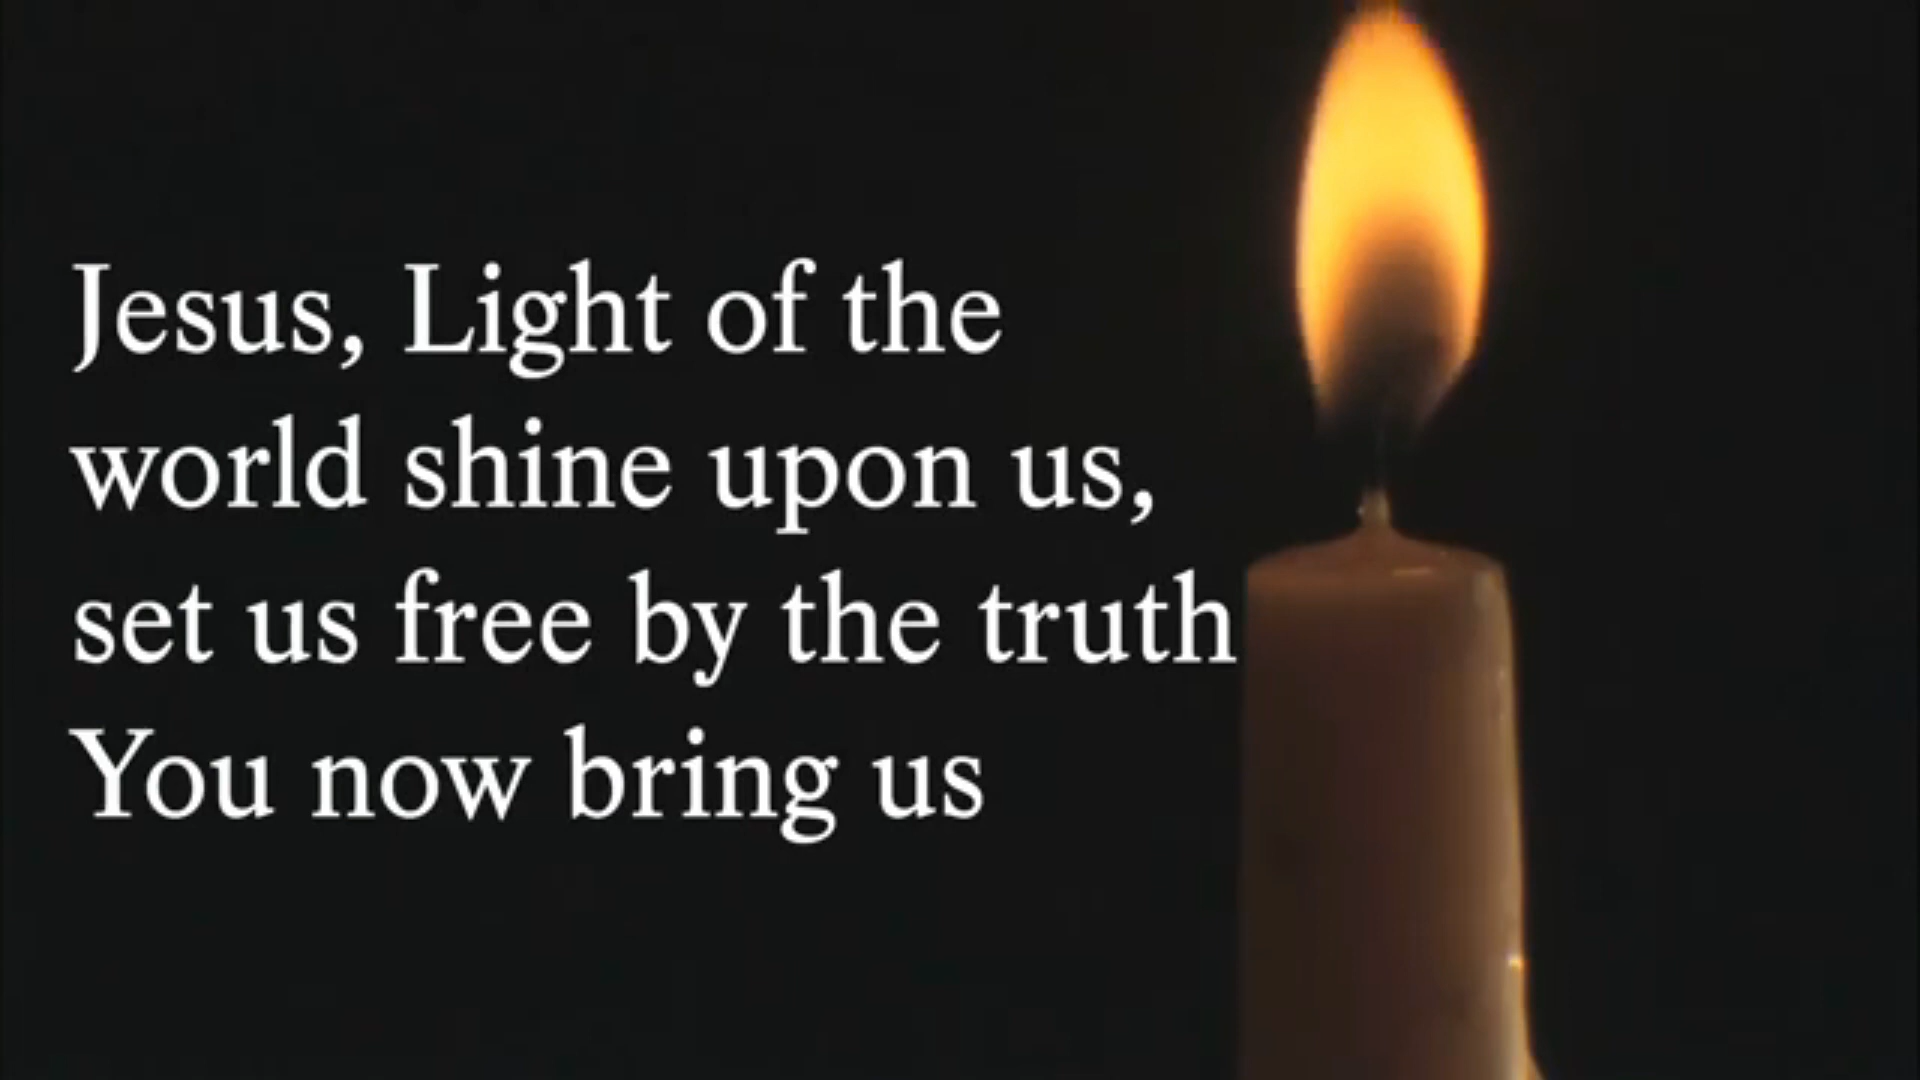 Jesus, Light of the
world shine upon us,
set us free by the truth
You now bring us